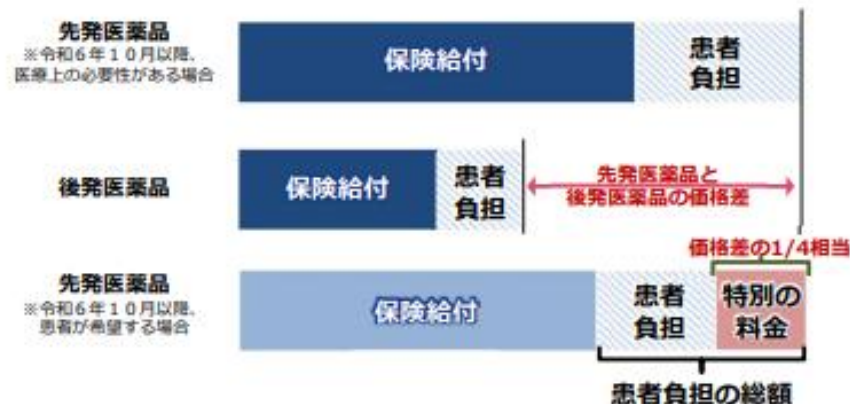 先発医薬品
※令和6年10月以降、
医療上の必要性がある場合
保険給付
患者
負担
後発医薬品
保険給付
患者
負担
先発医薬品と
後発医薬品の価格差
価格差の1/4相当
先発医薬品
※令和6年10月以降、
患者が希望する場合
保険給付
患者
負担
特別の
料金
患者負担の総額